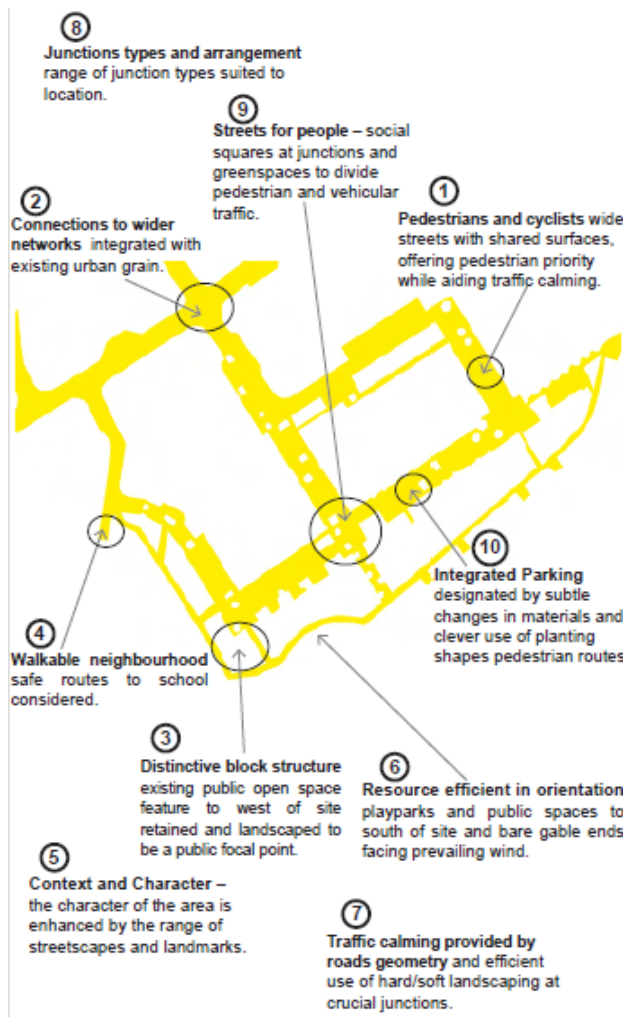 8
Junctions types and arrangement
range of junction types suited to
location.
9
Streets for people – social
squares at junctions and
greenspaces to divide
pedestrian and vehicular
traffic.
2
Connections to wider
networks integrated with
existing urban grain.
1
Pedestrians and cyclists wide
streets with shared surfaces,
offering pedestrian priority
while aiding traffic calming.
10
Integrated Parking
designated by subtle
changes in materials and
clever use of planting
shapes pedestrian routes
4
Walkable neighbourhood
safe routes to school
considered.
3
Distinctive block structure
existing public open space
feature to west of site
retained and landscaped to
be a public focal point.
6
Resource efficient in orientation
playparks and public spaces to
south of site and bare gable ends
facing prevailing wind.
5
Context and Character –
the character of the area is
enhanced by the range of
streetscapes and landmarks.
7
Traffic calming provided by
roads geometry and efficient
use of hard/soft landscaping at
crucial junctions.